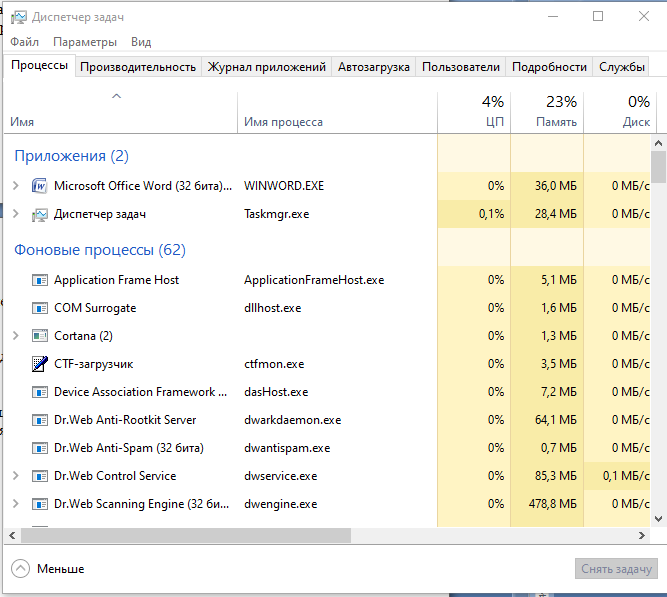 Диспетчер задач
Файл Параметры Вид
Процессы Производительность Журнал приложений Автозагрузка Пользователи Подробности Службы
4% 23% 0%
Имя Имя процесса ЦП Память Диск
Приложения (2)
Microsoft Office Word (32 бита)... WINWORD.EXE 0% 36,0 МБ 0 МБ/с
Диспетчер задач Taskmgr.exe 0,1% 28,4 МБ 0 МБ/с
Фоновые процессы (62)
Application Frame Host ApplicationFrameHost.exe 0% 5,1 МБ 0 МБ/с
COM Surrogate dllhost.exe 0% 1,6 МБ 0 МБ/с
Cortana (2) 0% 1,3 МБ 0 МБ/с
CTF-загрузчик ctfmon.exe 0% 3,5 МБ 0 МБ/с
Device Association Framework ... dasHost.exe 0% 7,2 МБ 0 МБ/с
Dr.Web Anti-Rootkit Server dwarkdaemon.exe 0% 64,1 МБ 0 МБ/с
Dr.Web Anti-Spam (32 бита) dwantispam.exe 0% 0,7 МБ 0 МБ/с
Dr.Web Control Service dwservice.exe 0% 85,3 МБ 0,1 МБ/с
Dr.Web Scanning Engine (32 би... dwengine.exe 0% 478,8 МБ 0 МБ/с
Меньше Снять задачу